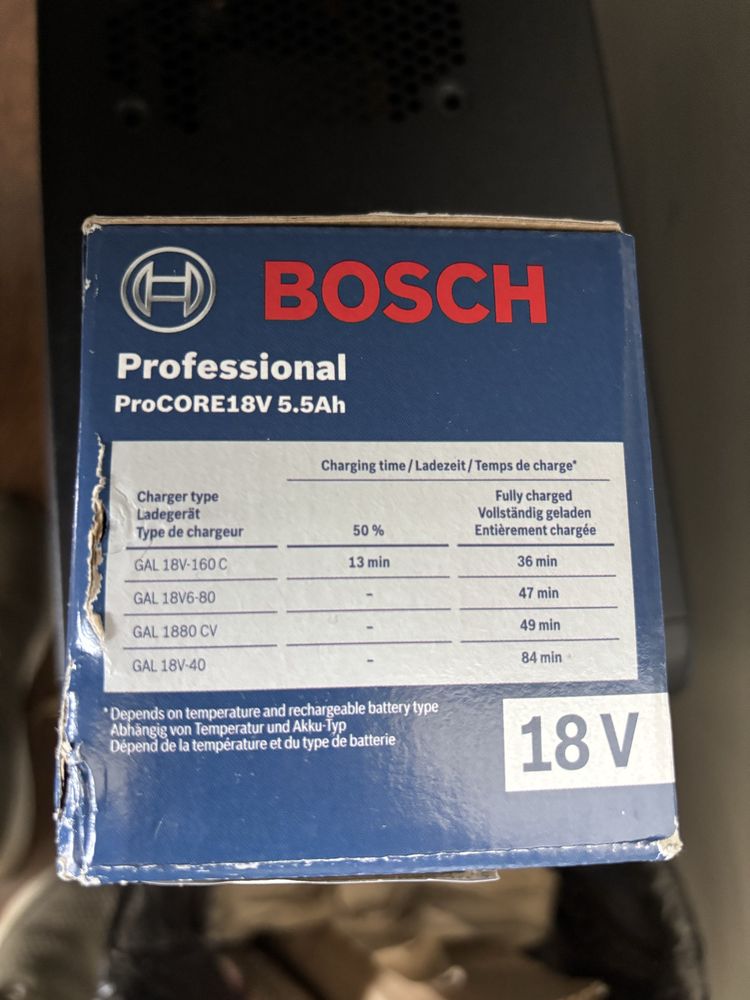 BOSCH
Professional
ProCORE18V 5.5Ah
Charging time / Ladezeit / Temps de charge*
Charger type
Ladegerät
Type de chargeur
50 %
Fully charged
Vollständig geladen
Entièrement chargée
GAL 18V-160 C 13 min 36 min
GAL 18V6-80 - 47 min
GAL 1880 CV - 49 min
GAL 18V-40 - 84 min
*Depends on temperature and rechargeable battery type
Abhängig von Temperatur und Akku-Typ
Dépend de la température et du type de batterie
18 V